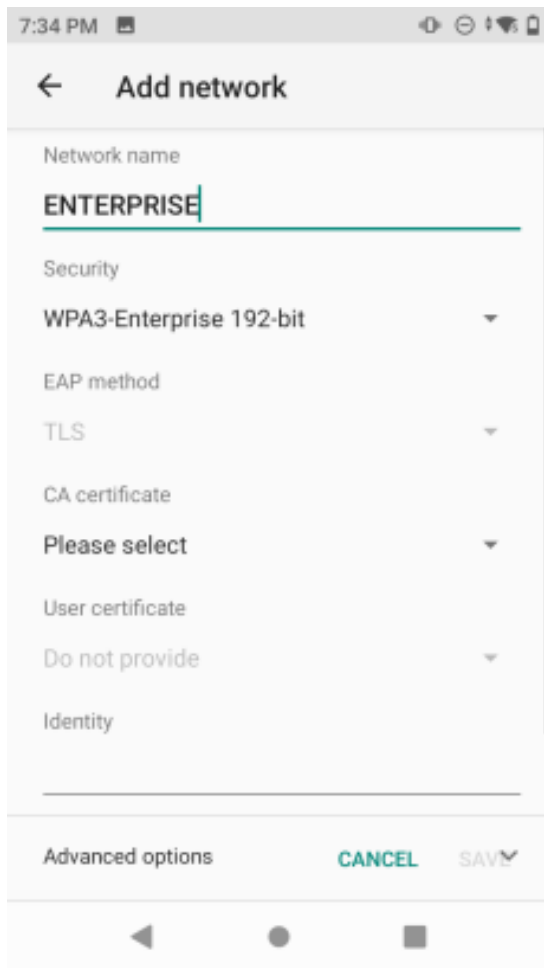 7:34 PM
Add network
Network name
ENTERPRISE
Security
WPA3-Enterprise 192-bit
EAP method
TLS
CA certificate
Please select
User certificate
Do not provide
Identity
Advanced options
CANCEL
SAVE